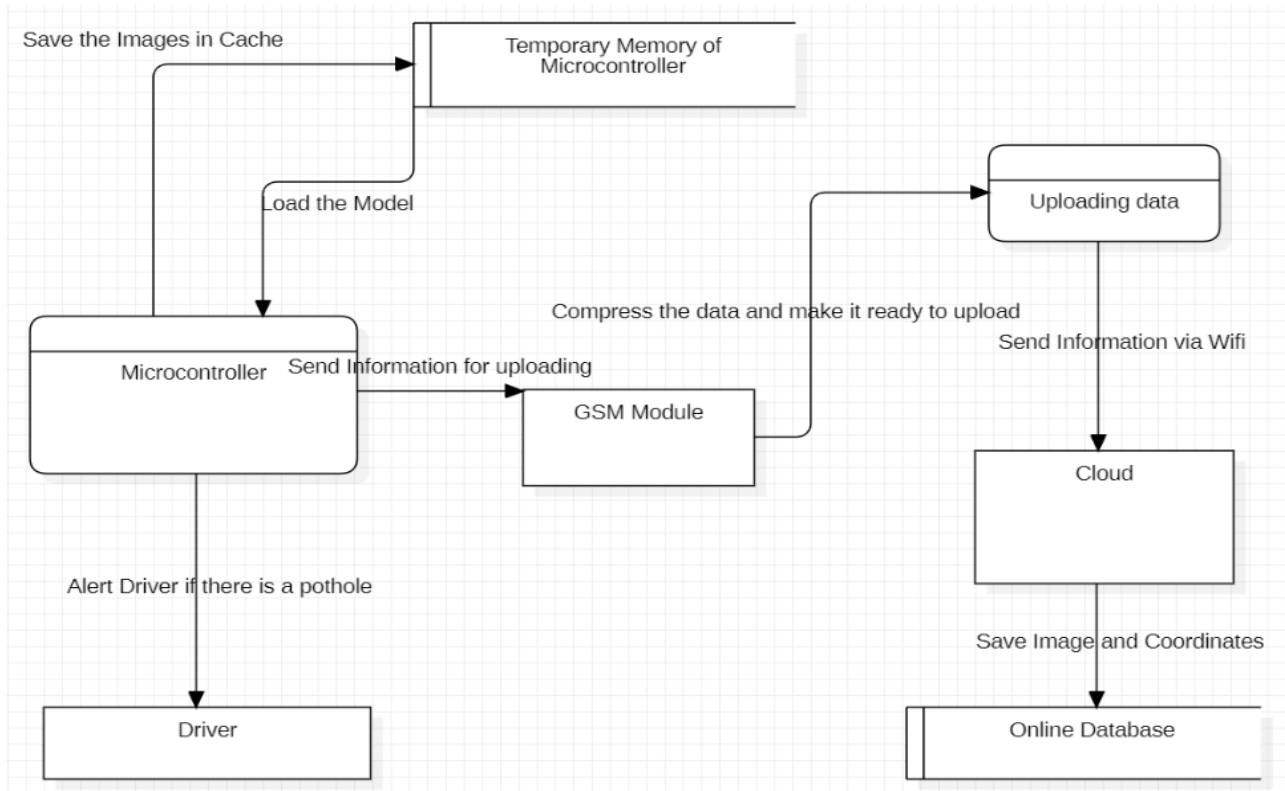 Save the Images in Cache
Temporary Memory of
Microcontroller
Load the Model
Uploading data
Compress the data and make it ready to upload
Send Information via Wifi
Microcontroller
Send Information for uploading
GSM Module
Cloud
Alert Driver if there is a pothole
Save Image and Coordinates
Driver
Online Database